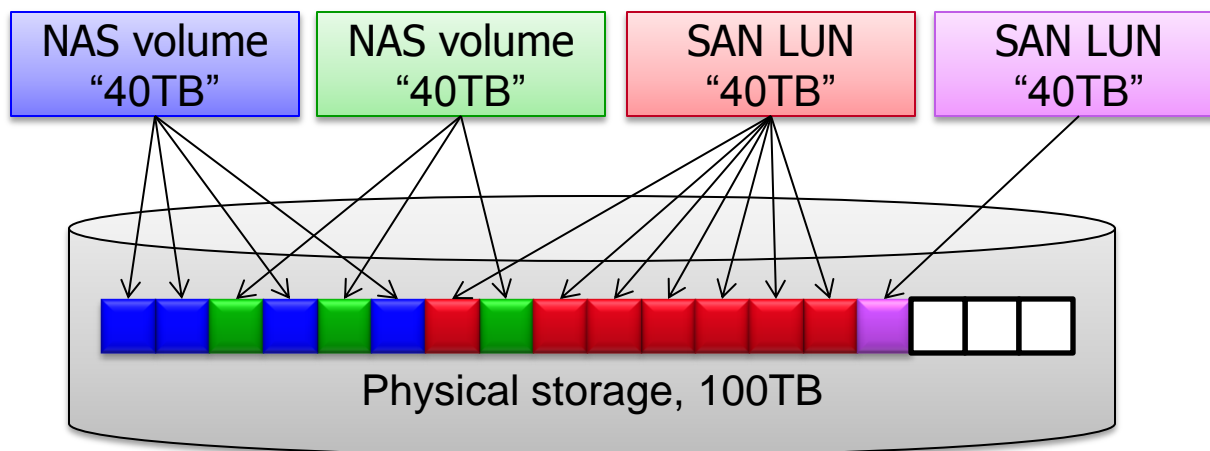 NAS volume
“40TB”
NAS volume
“40TB”
SAN LUN
“40TB”
SAN LUN
“40TB”
Physical storage, 100TB